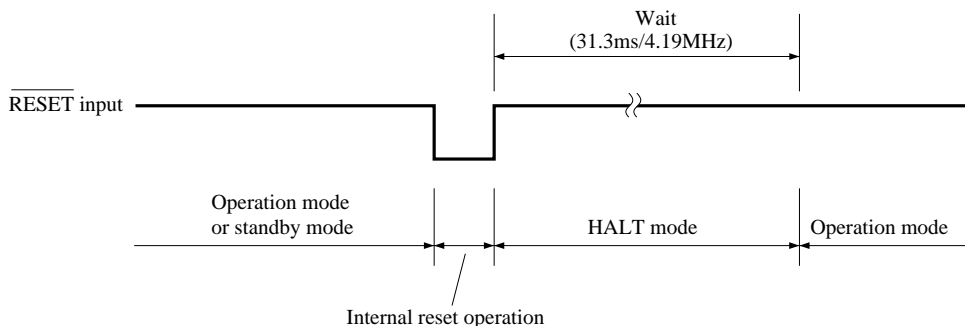 Wait
(31.3ms/4.19MHz)
RESET input
Operation mode
or standby mode
HALT mode
Operation mode
Internal reset operation